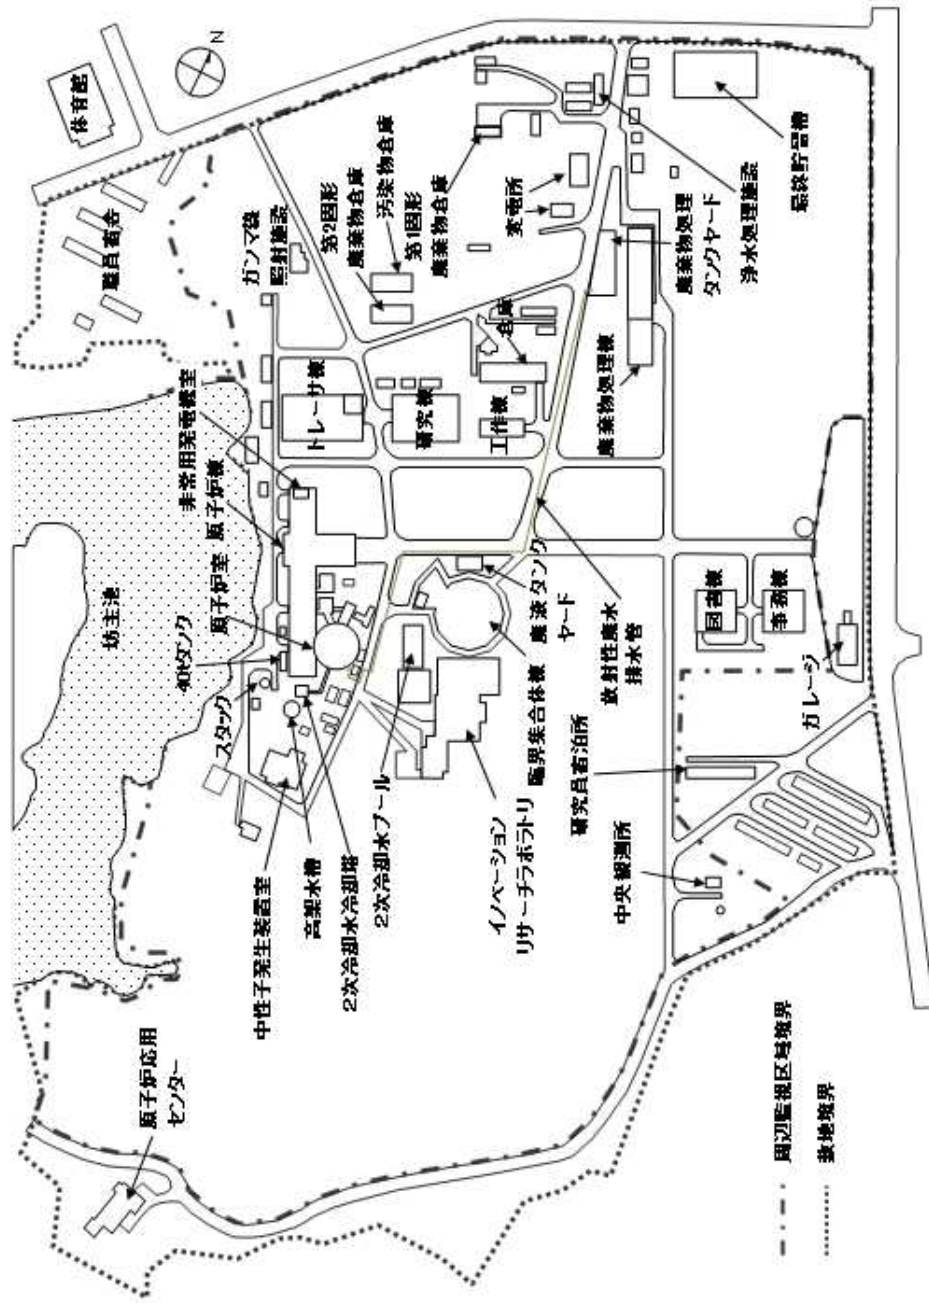 体育館
N
職員宿舎
ガンマ線
照射施設
第2固形
廃棄物倉庫
汚染物倉庫
第1固形
廃棄物倉庫
変電所
廃棄物処理
タンクヤード
浄水処理施設
最終貯留槽
非常用発電機室
原子炉棟
原子炉室
40tタンク
スタック
坊主池
トレーサ棟
研究棟
工作棟
倉庫
廃棄物処理棟
中性子発生装置室
高架水槽
2次冷却水冷却塔
2次冷却水プール
イノベーション
リサーチラボラトリ
臨界集合体棟
廃液タンク
ヤード
放射性廃水
排水管
研究員宿泊所
中央観測所
図書棟
事務棟
ガレージ
原子炉応用
センター
周辺監視区域境界
敷地境界